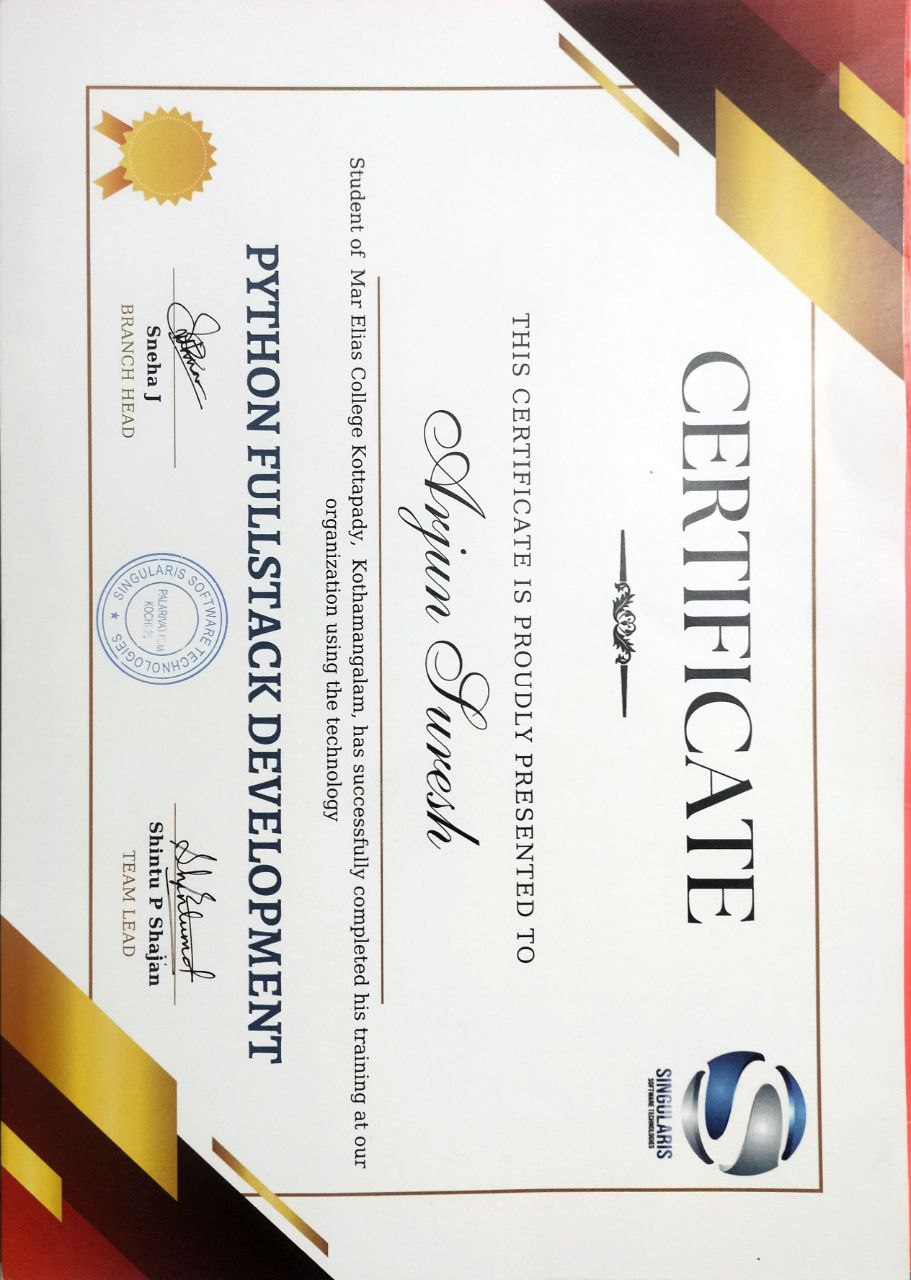 CERTIFICATE
SINGULARIS
SOFTWARE TECHNOLOGIES
THIS CERTIFICATE IS PROUDLY PRESENTED TO
Arjun Suresh
Student of Mar Elias College Kottapady, Kothamangalam, has successfully completed his training at our
organization using the technology
PYTHON FULLSTACK DEVELOPMENT
Sneha J
BRANCH HEAD
SINGULARIS SOFTWARE TECHNOLOGIES
KOCHI
Shintu P Shajan
TEAM LEAD